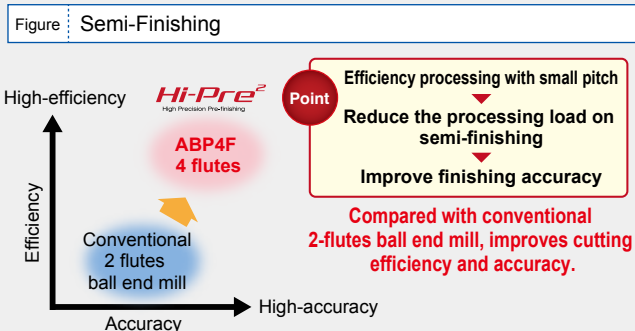 Figure Semi-Finishing
High-efficiency
Hi-Pre²
High Precision Pre-finishing
ABP4F
4 flutes
Conventional
2 flutes
ball end mill
Efficiency
Accuracy
High-accuracy
Point
Efficiency processing with small pitch
Reduce the processing load on
semi-finishing
Improve finishing accuracy
Compared with conventional
2-flutes ball end mill, improves cutting
efficiency and accuracy.